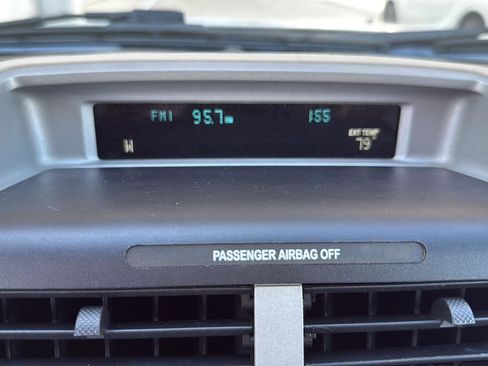 FM1 95.7 155
EXT TEMP
W 79°
PASSENGER AIRBAG OFF